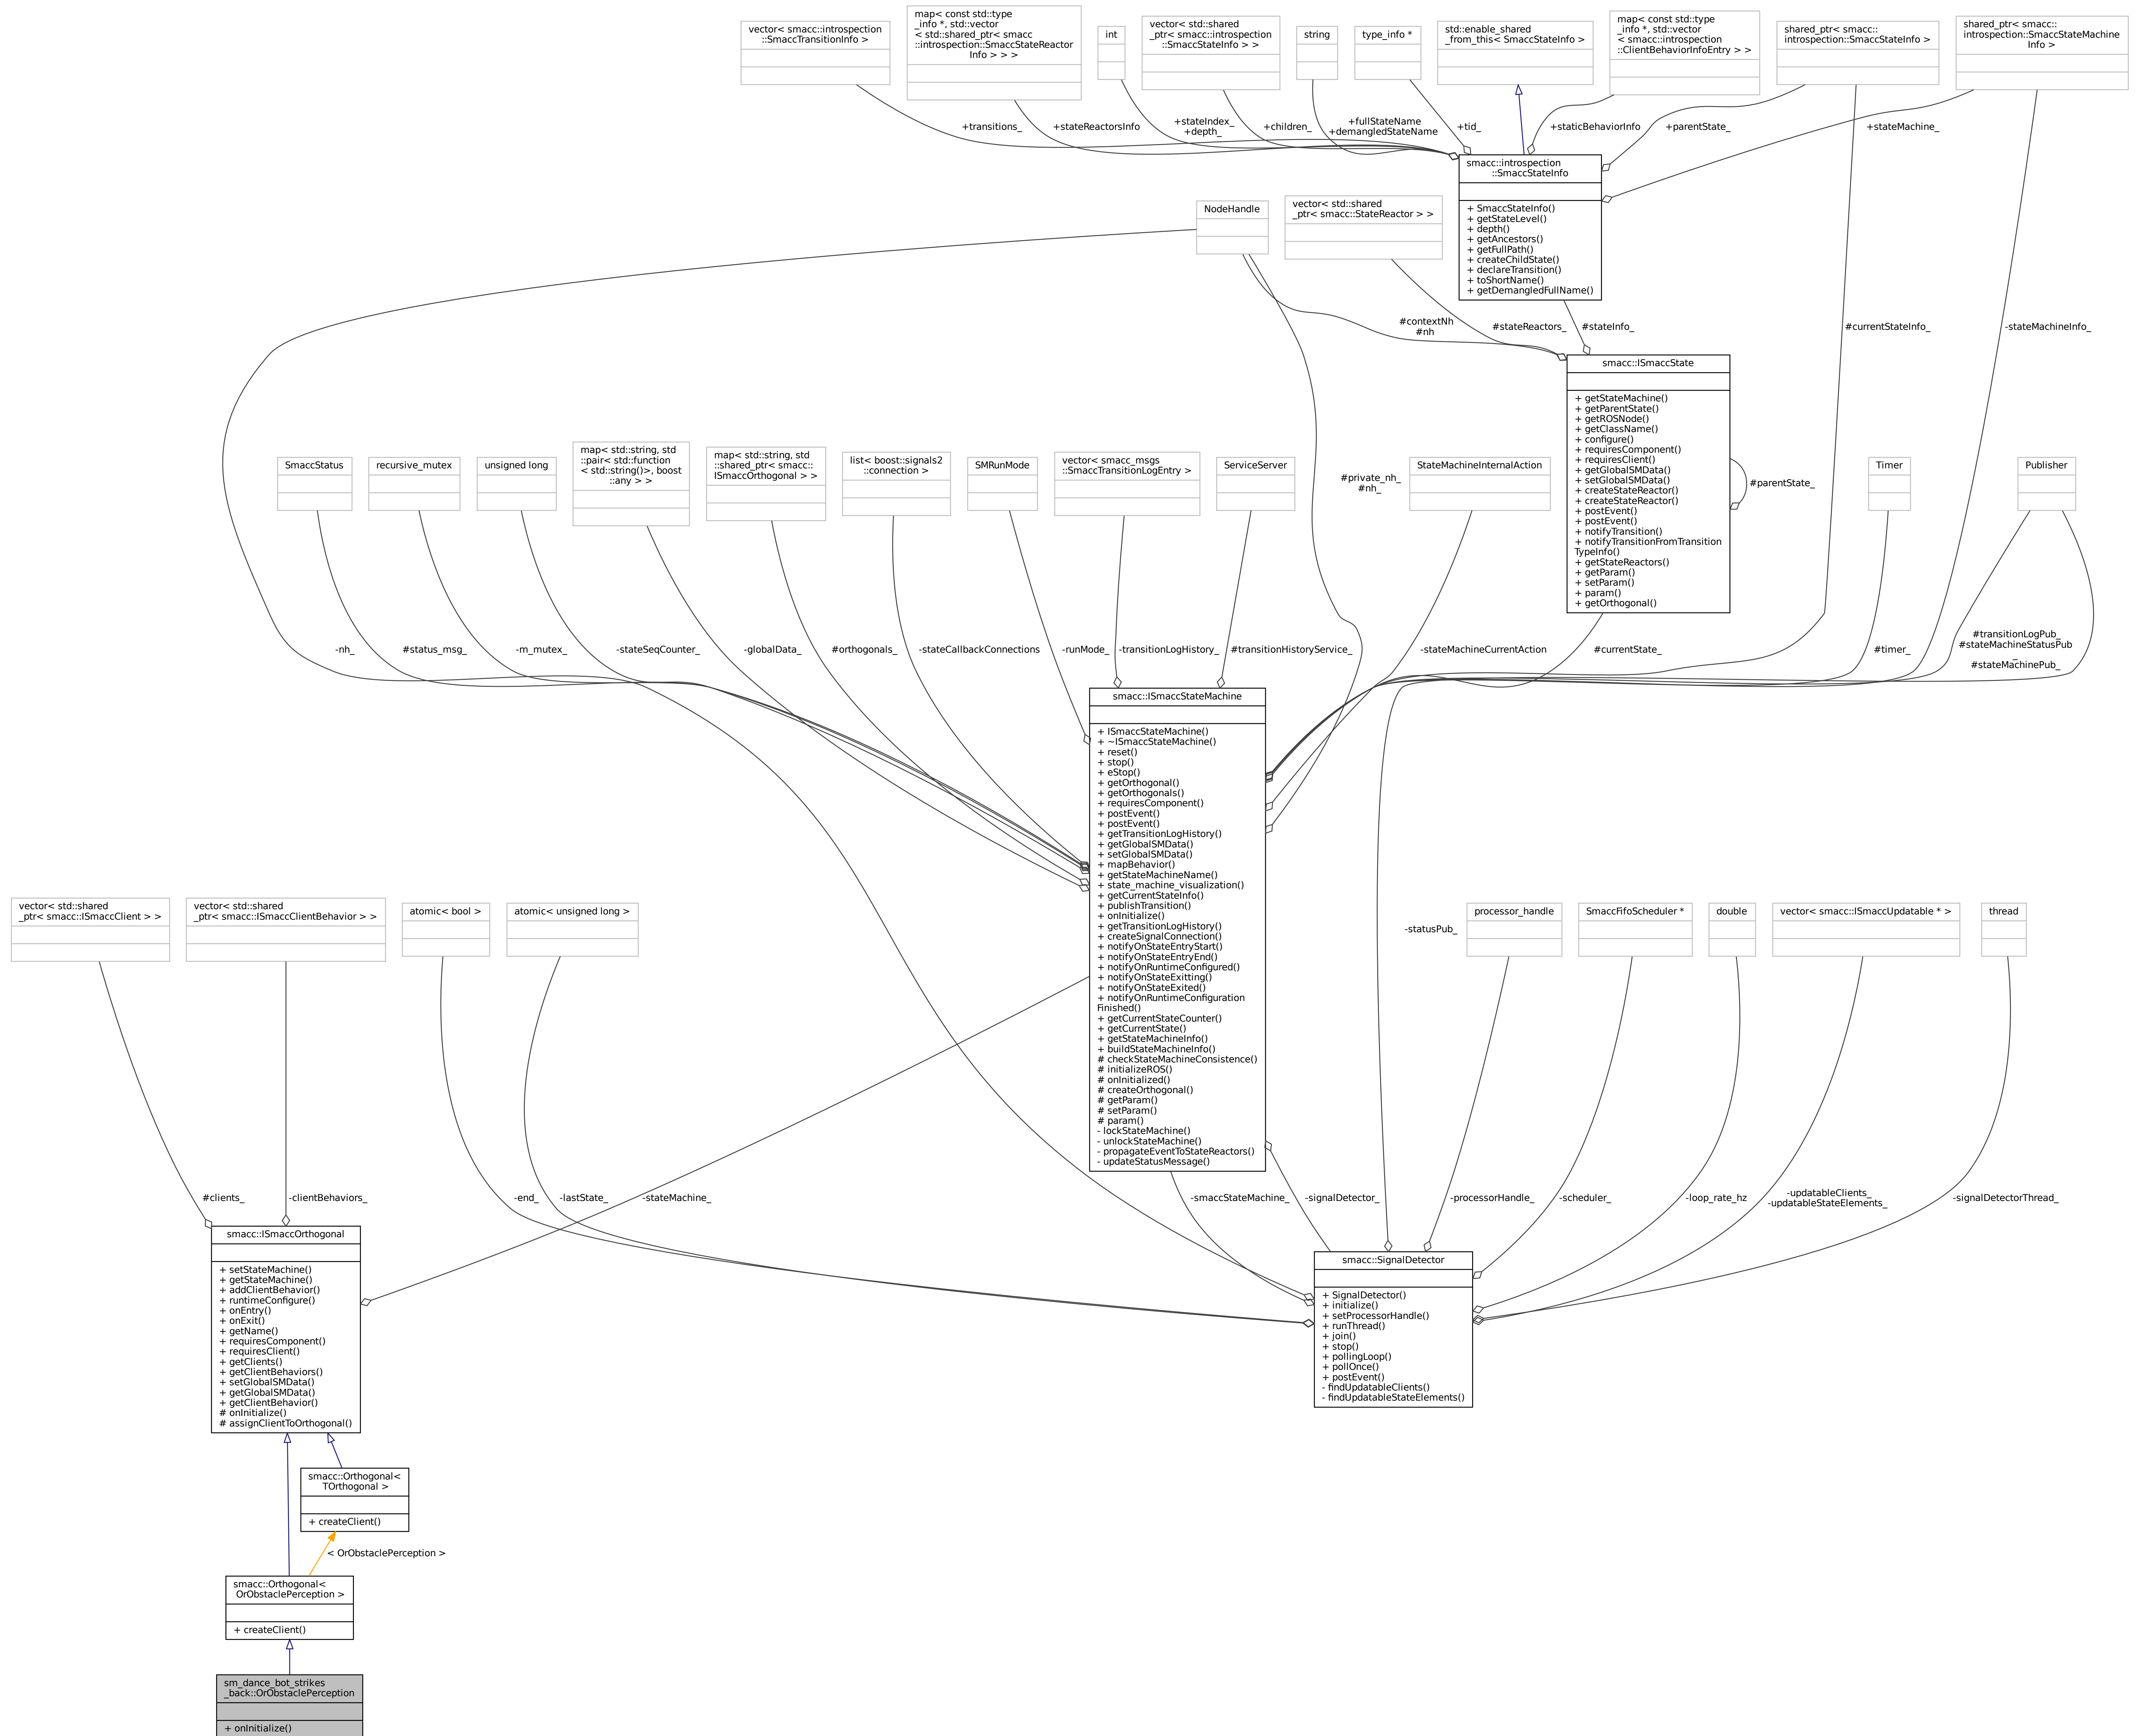 vector< smacc::introspection
::SmaccTransitionInfo >
map< const std::type
_info *, std::vector
< std::shared_ptr< smacc
::introspection::SmaccStateReactor
Info > > >
int
vector< std::shared
_ptr< smacc::introspection
::SmaccStateInfo > >
string
type_info *
std::enable_shared
_from_this< SmaccStateInfo >
map< const std::type
_info *, std::vector
< smacc::introspection
::ClientBehaviorInfoEntry > >
shared_ptr< smacc::
introspection::SmaccStateInfo >
shared_ptr< smacc::
introspection::SmaccStateMachine
Info >
+transitions_
+stateReactorsInfo
+stateIndex_
+depth_
+children_
+fullStateName
+demangledStateName
+tid_
+staticBehaviorInfo
+parentState_
+stateMachine_
smacc::introspection
::SmaccStateInfo
+ SmaccStateInfo()
+ getStateLevel()
+ depth()
+ getAncestors()
+ getFullPath()
+ createChildState()
+ declareTransition()
+ toShortName()
+ getDemangledFullName()
NodeHandle
vector< std::shared
_ptr< smacc::StateReactor > >
#contextNh
#nh
#stateReactors_
#stateInfo_
#currentStateInfo_
-stateMachineInfo_
smacc::ISmaccState
+ getStateMachine()
+ getParentState()
+ getROSNode()
+ getClassName()
+ configure()
+ requiresComponent()
+ requiresClient()
+ getGlobalSMData()
+ setGlobalSMData()
+ createStateReactor()
+ createStateReactor()
+ postEvent()
+ postEvent()
+ notifyTransition()
+ notifyTransitionFromTransition
TypeInfo()
+ getStateReactors()
+ getParam()
+ setParam()
+ param()
+ getOrthogonal()
#parentState_
SmaccStatus
recursive_mutex
unsigned long
map< std::string, std
::pair< std::function
< std::string()>, boost
::any > >
map< std::string, std
::shared_ptr< smacc::
ISmaccOrthogonal > >
list< boost::signals2
::connection >
SMRunMode
vector< smacc_msgs
::SmaccTransitionLogEntry >
ServiceServer
#private_nh_
#nh_
StateMachineInternalAction
Timer
Publisher
-nh_
#status_msg_
-m_mutex_
-stateSeqCounter_
-globalData_
#orthogonals_
-stateCallbackConnections
-runMode_
-transitionLogHistory_
#transitionHistoryService_
-stateMachineCurrentAction
#currentState_
#timer_
#transitionLogPub_
#stateMachineStatusPub
_
#stateMachinePub_
smacc::ISmaccStateMachine
+ ISmaccStateMachine()
+ ~ISmaccStateMachine()
+ reset()
+ stop()
+ eStop()
+ getOrthogonal()
+ getOrthogonals()
+ requiresComponent()
+ postEvent()
+ postEvent()
+ getTransitionLogHistory()
+ getGlobalSMData()
+ setGlobalSMData()
+ mapBehavior()
+ getStateMachineName()
+ state_machine_visualization()
+ getCurrentStateInfo()
+ publishTransition()
+ onInitialize()
+ getTransitionLogHistory()
+ createSignalConnection()
+ notifyOnStateEntryStart()
+ notifyOnStateEntryEnd()
+ notifyOnRuntimeConfigured()
+ notifyOnStateExitting()
+ notifyOnStateExited()
+ notifyOnRuntimeConfiguration
Finished()
+ getCurrentStateCounter()
+ getCurrentState()
+ getStateMachineInfo()
+ buildStateMachineInfo()
# checkStateMachineConsistence()
# initializeROS()
# onInitialized()
# createOrthogonal()
# getParam()
# setParam()
# param()
- lockStateMachine()
- unlockStateMachine()
- propagateEventToStateReactors()
- updateStatusMessage()
vector< std::shared
_ptr< smacc::ISmaccClient > >
vector< std::shared
_ptr< smacc::ISmaccClientBehavior > >
atomic< bool >
atomic< unsigned long >
-statusPub_
processor_handle
SmaccFifoScheduler *
double
vector< smacc::ISmaccUpdatable * >
thread
#clients_
-clientBehaviors_
-end_
-lastState_
-stateMachine_
-smaccStateMachine_
-signalDetector_
-processorHandle_
-scheduler_
-loop_rate_hz
-updatableClients_
-updatableStateElements_
-signalDetectorThread_
smacc::ISmaccOrthogonal
+ setStateMachine()
+ getStateMachine()
+ addClientBehavior()
+ runtimeConfigure()
+ onEntry()
+ onExit()
+ getName()
+ requiresComponent()
+ requiresClient()
+ getClients()
+ getClientBehaviors()
+ setGlobalSMData()
+ getGlobalSMData()
+ getClientBehavior()
# onInitialize()
# assignClientToOrthogonal()
smacc::SignalDetector
+ SignalDetector()
+ initialize()
+ setProcessorHandle()
+ runThread()
+ join()
+ stop()
+ pollingLoop()
+ pollOnce()
+ postEvent()
- findUpdatableClients()
- findUpdatableStateElements()
smacc::Orthogonal<
TOrthogonal >
+ createClient()
< OrObstaclePerception >
smacc::Orthogonal<
OrObstaclePerception >
+ createClient()
sm_dance_bot_strikes
_back::OrObstaclePerception
+ onInitialize()